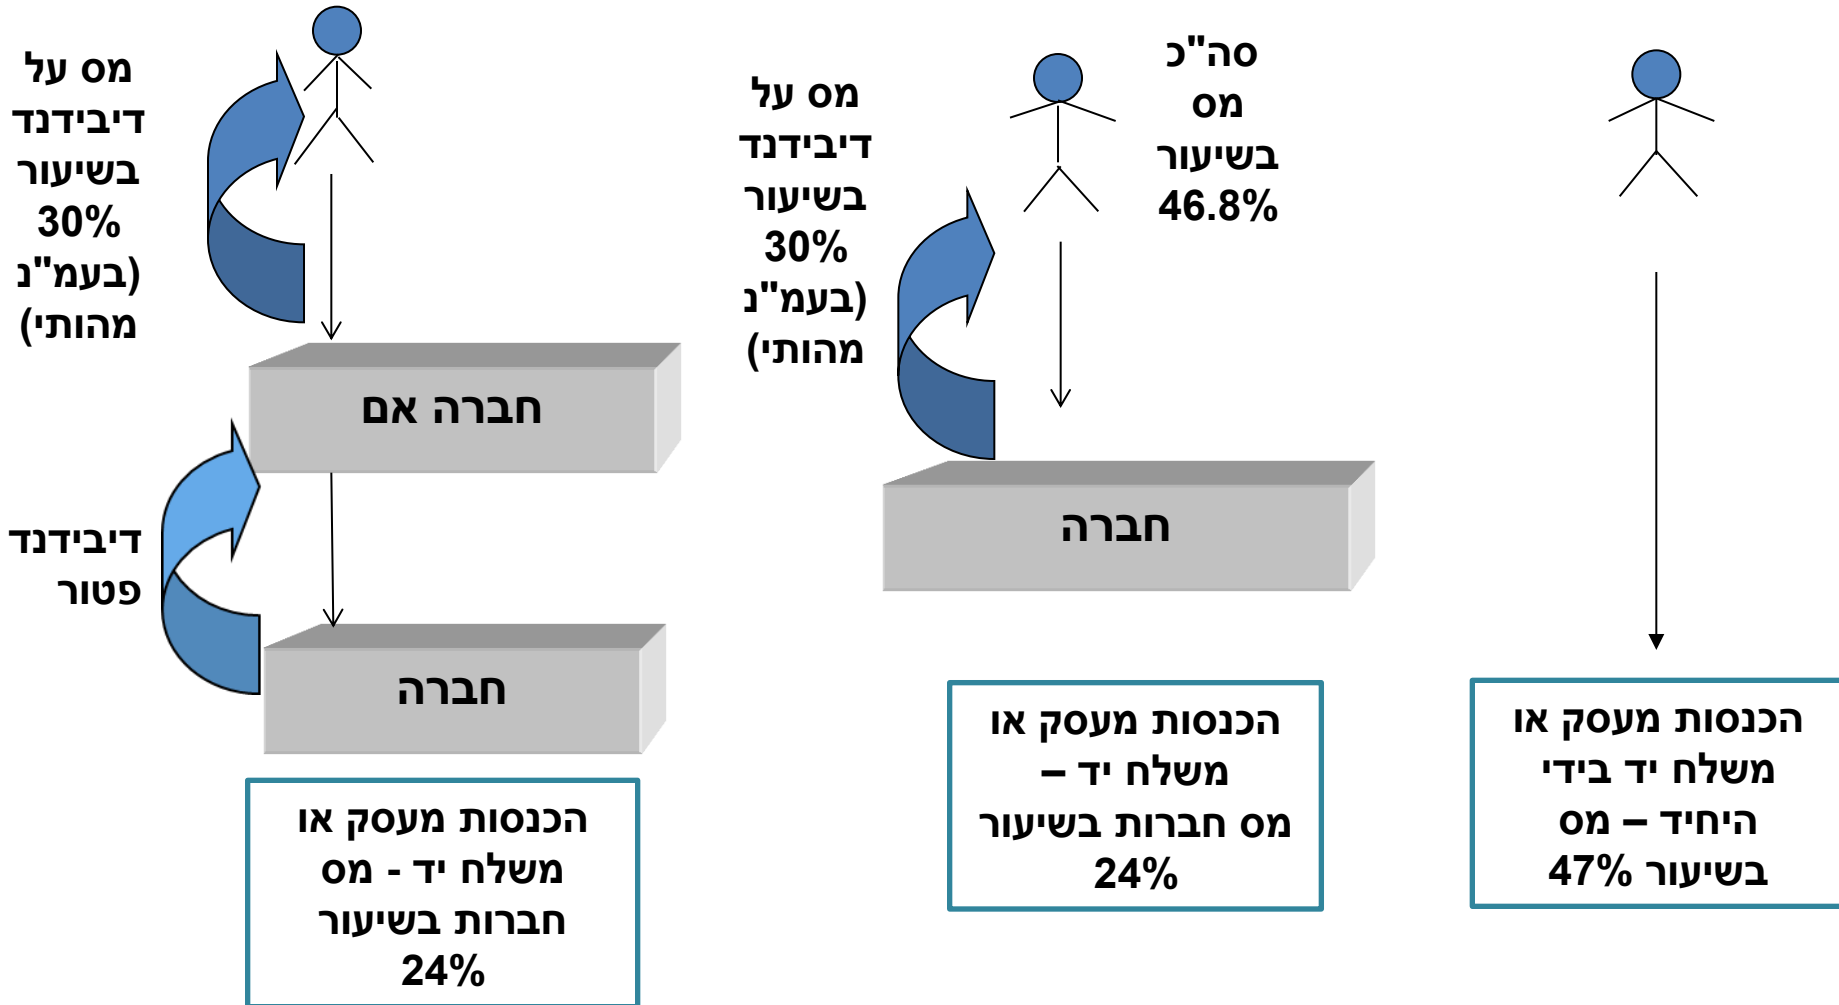 סה"כ
מס
בשיעור
46.8%
הכנסות מעסק או
משלח יד בידי
היחיד – מס
בשיעור 47%
מס על
דיבידנד
בשיעור
30%
(בעמ"נ
מהותי)
חברה
הכנסות מעסק או
משלח יד –
מס חברות בשיעור
24%
מס על
דיבידנד
בשיעור
30%
(בעמ"נ
מהותי)
חברה אם
דיבידנד
פטור
חברה
הכנסות מעסק או
משלח יד - מס
חברות בשיעור
24%